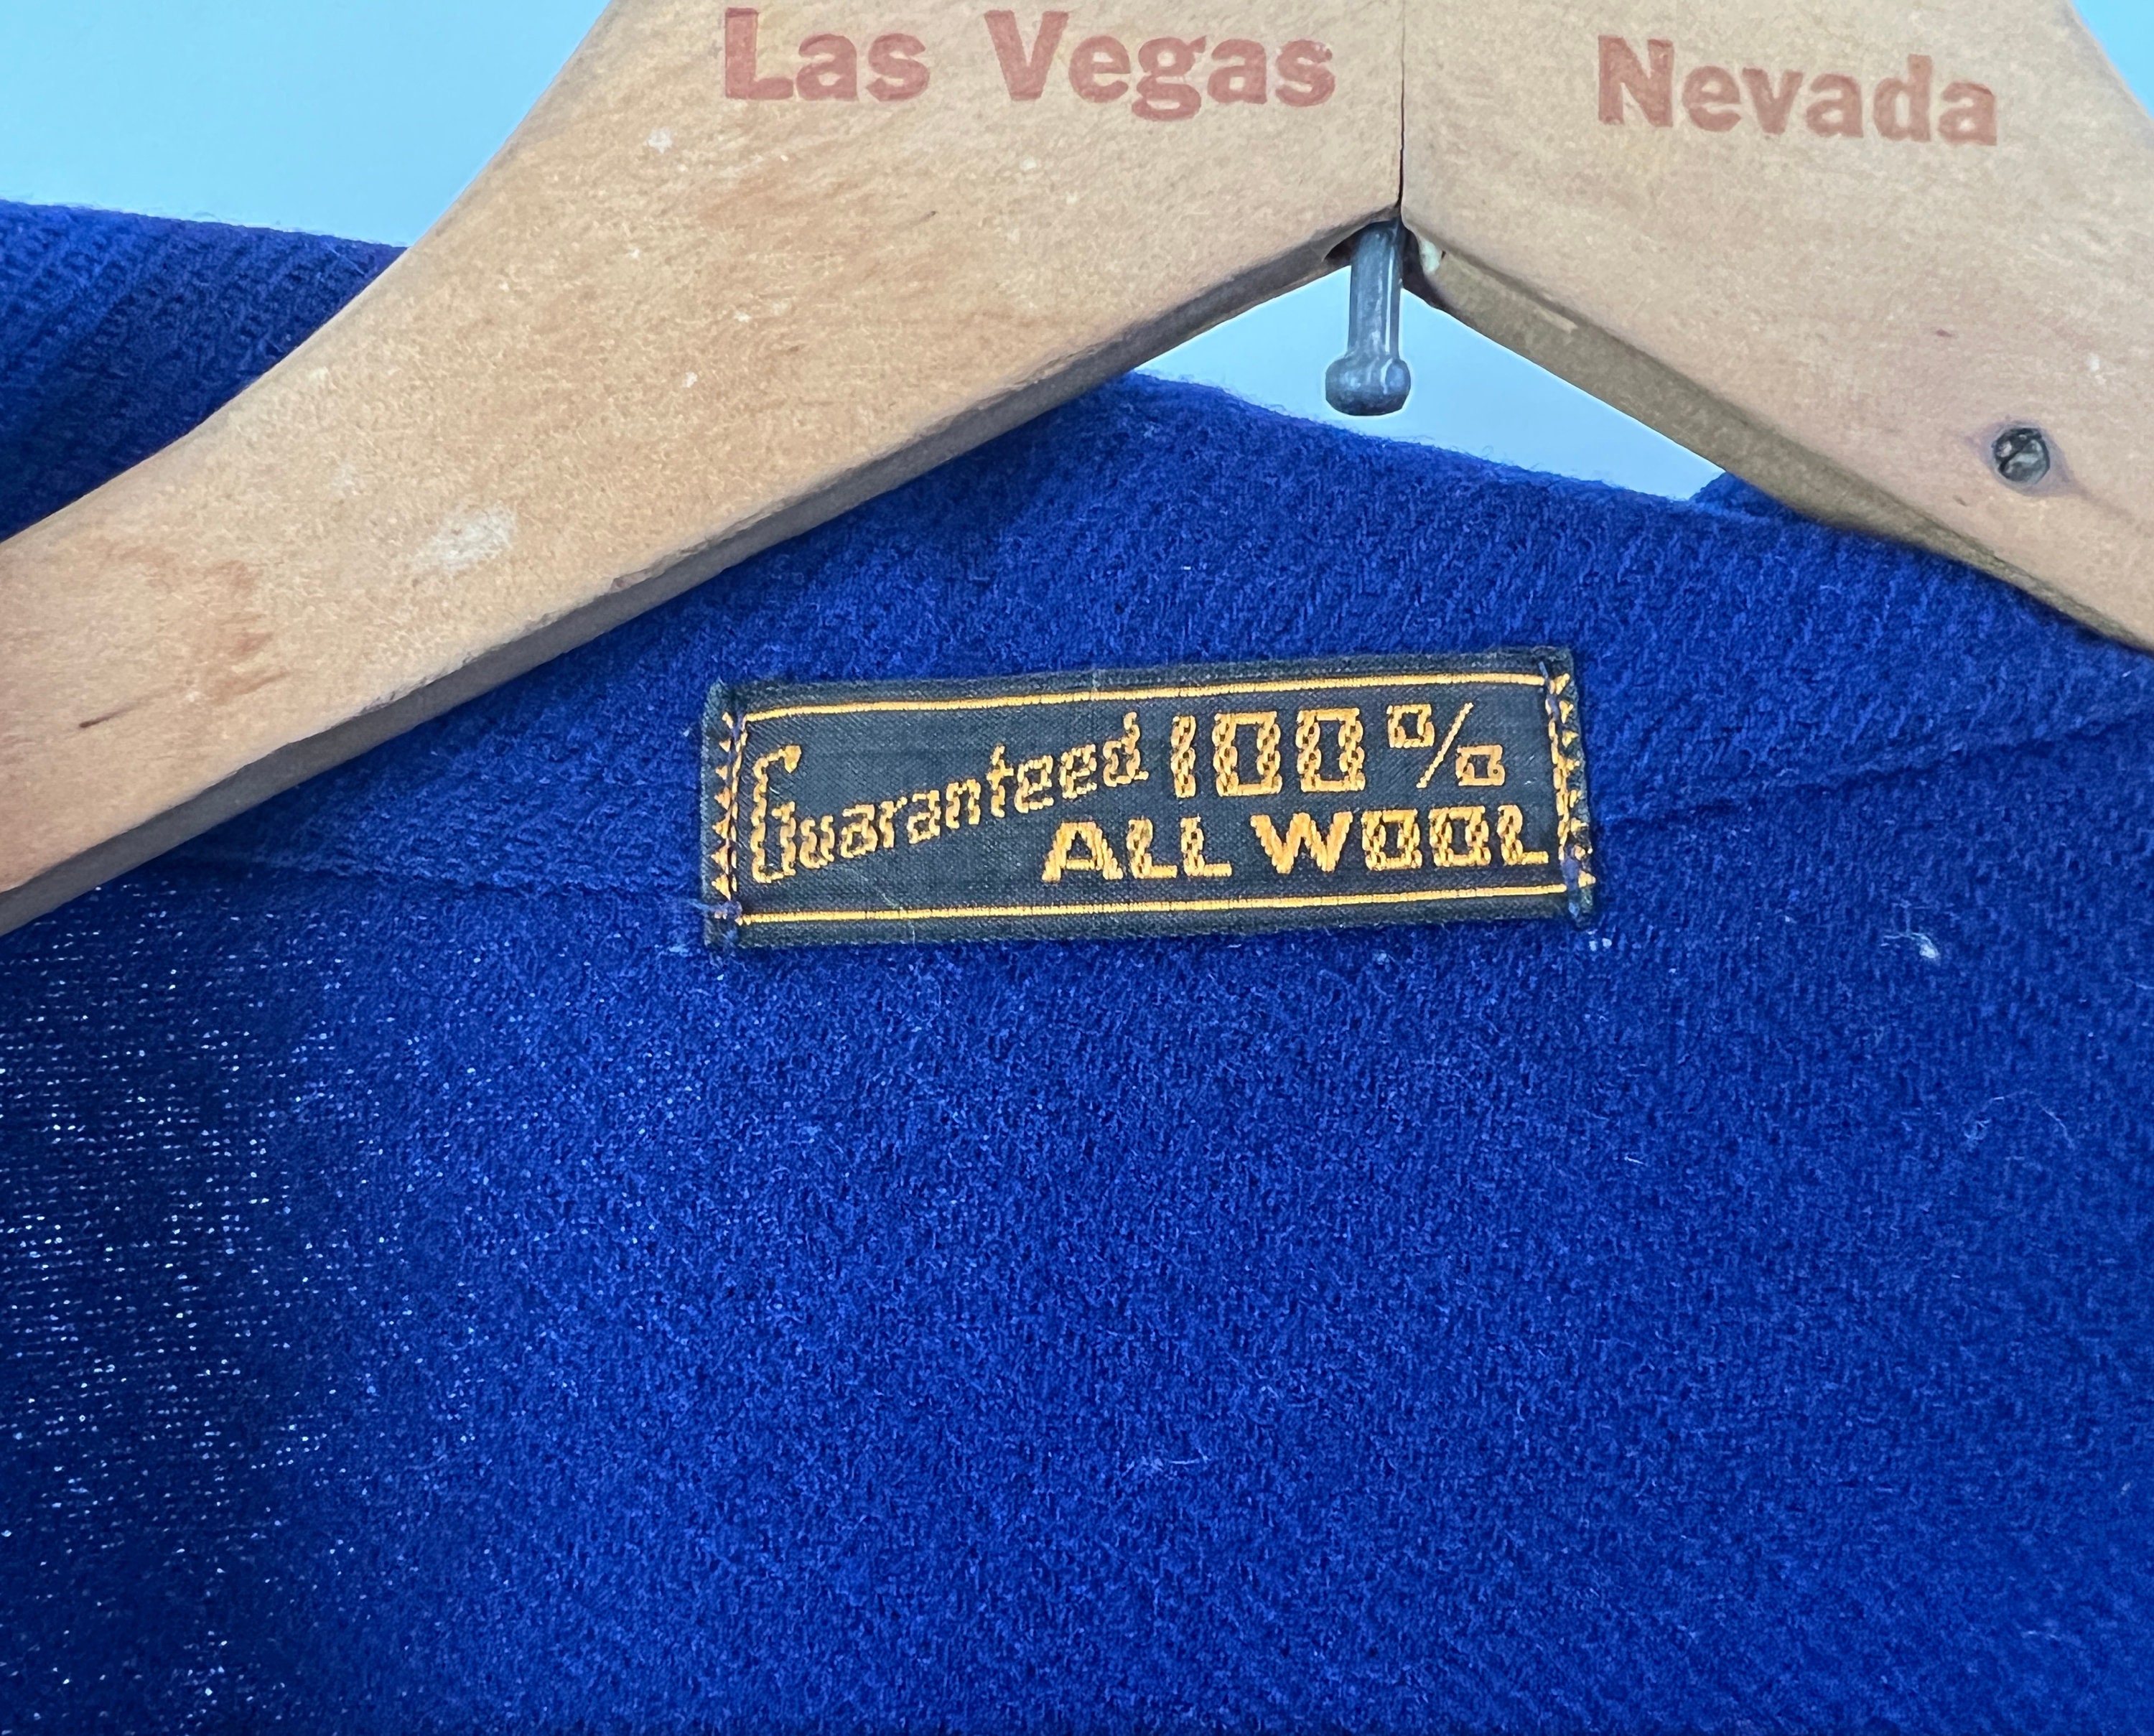 Las Vegas Nevada
Guaranteed 100%
ALL WOOL